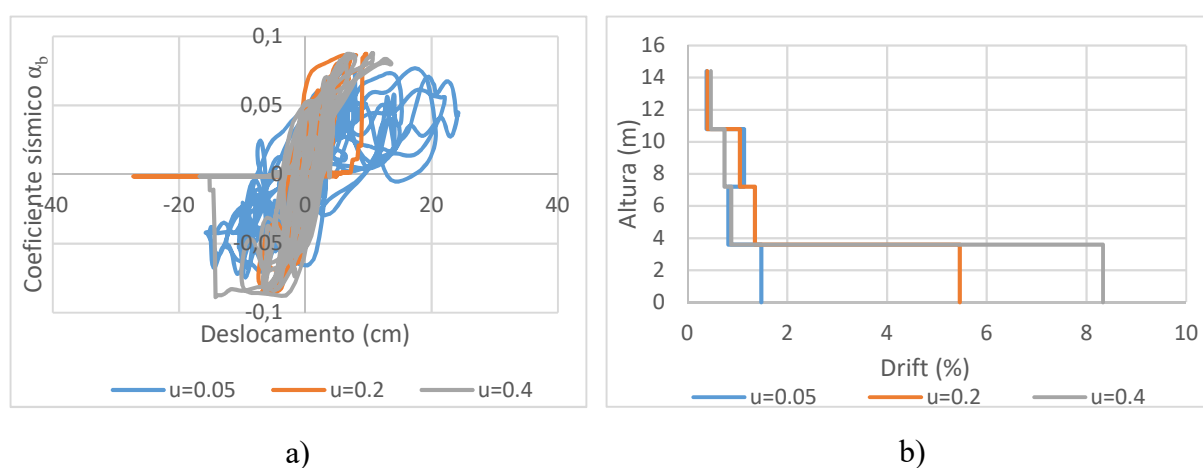 Coeficiente sísmico αb
0,1
0,05
0
-0,05
-0,1
-40
-20
0
20
40
Deslocamento (cm)
u=0.05
u=0.2
u=0.4
a)
Altura (m)
16
14
12
10
8
6
4
2
0
0
2
4
6
8
10
Drift (%)
u=0.05
u=0.2
u=0.4
b)